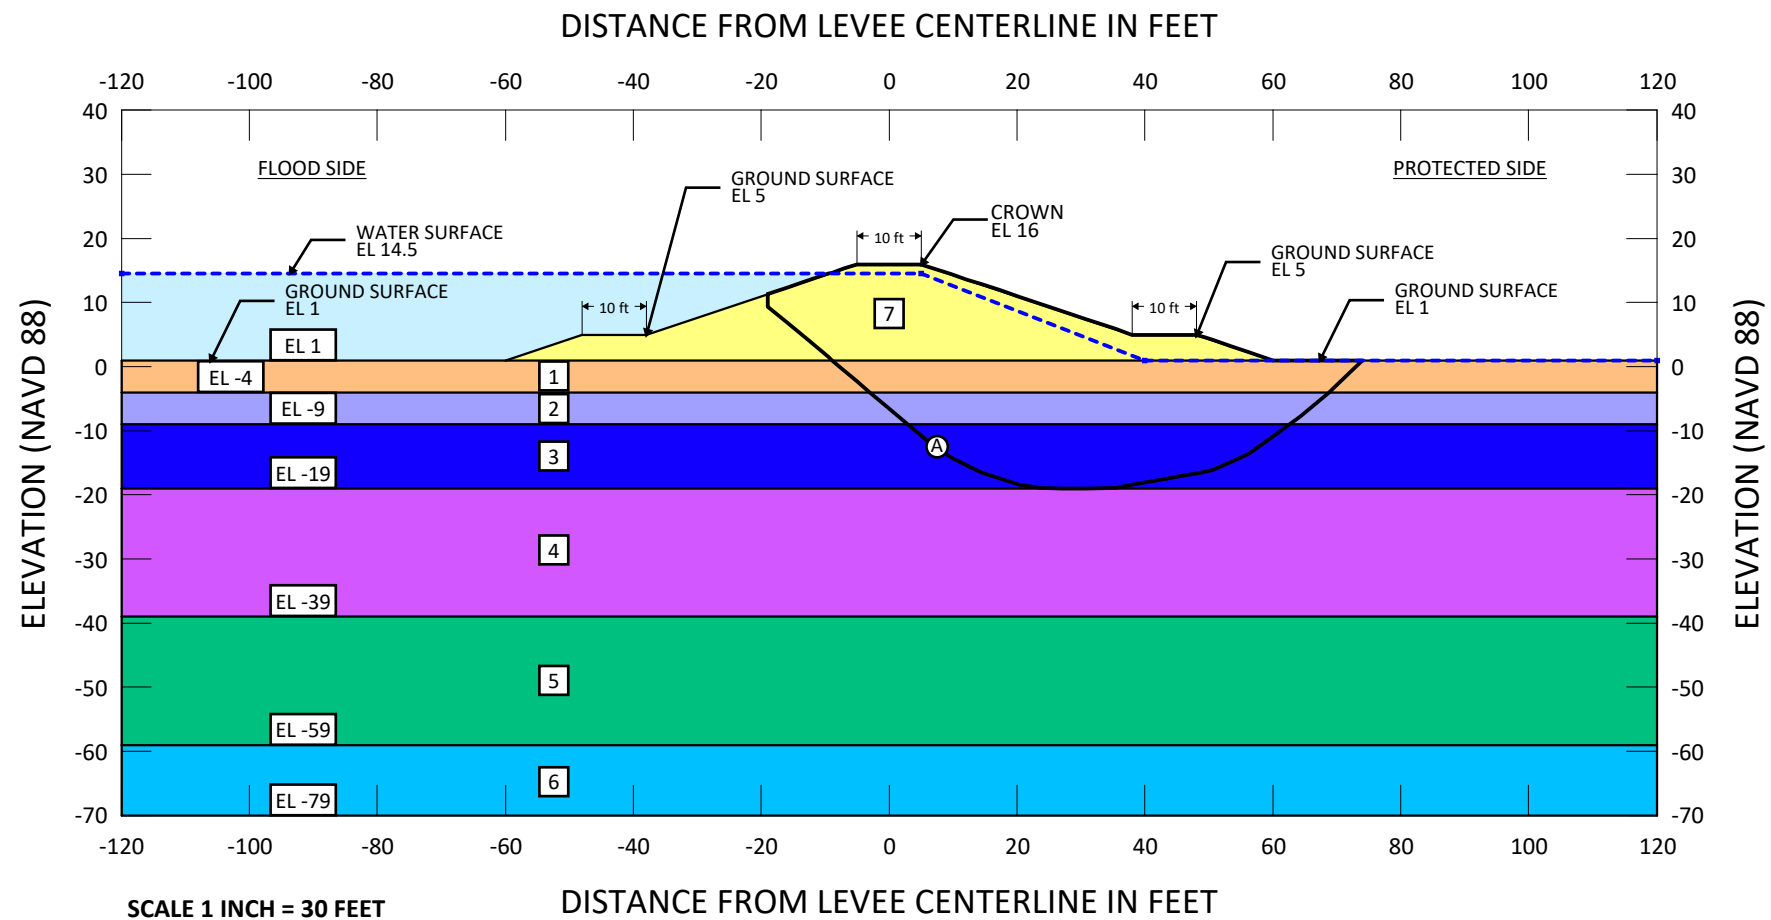 DISTANCE FROM LEVEE CENTERLINE IN FEET
-120 -100 -80 -60 -40 -20 0 20 40 60 80 100 120
40 40
FLOOD SIDE
PROTECTED SIDE
30 30
GROUND SURFACE
EL 5
CROWN
EL 16
WATER SURFACE
EL 14.5
10 ft
20 20
GROUND SURFACE
EL 5
GROUND SURFACE
EL 1
GROUND SURFACE
EL 1
10 ft
10 ft
10 10
7
EL 1
0 0
EL -4
1
EL -9
2
-10 -10
A
3
EL -19
-20 -20
4
-30 -30
EL -39
-40 -40
5
-50 -50
EL -59
-60 -60
6
EL -79
-70 -70
-120 -100 -80 -60 -40 -20 0 20 40 60 80 100 120
ELEVATION (NAVD 88)
ELEVATION (NAVD 88)
SCALE 1 INCH = 30 FEET
DISTANCE FROM LEVEE CENTERLINE IN FEET